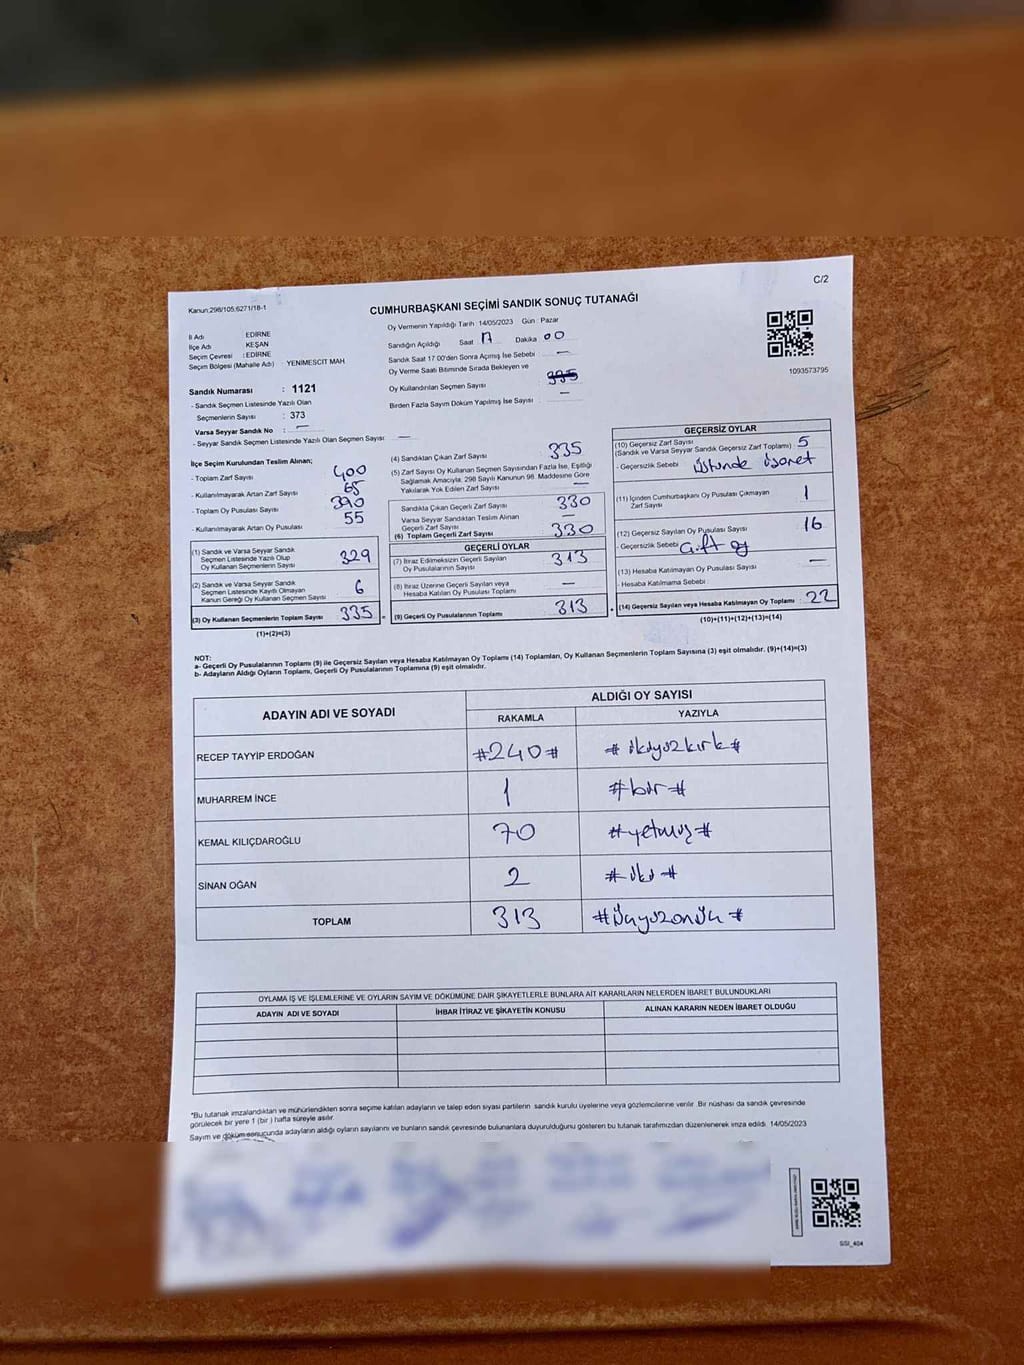 C/2
Kanun:298/105;6271/18-1
CUMHURBAŞKANI SEÇİMİ SANDIK SONUÇ TUTANAĞI
Oy Vermenin Yapıldığı Tarih : 14/05/2023 Gün : Pazar
Sandığın Açıldığı Saat 17 Dakika 00
Sandık Saat 17.00'den Sonra Açımış İse Sebebi : —
Oy Verme Saati Bitiminde Sırada Bekleyen ve
Oy Kullandırılan Seçmen Sayısı :
Birden Fazla Sayım Döküm Yapılmış İse Sayısı : —
1093573795
İl Adı EDİRNE
İlçe Adı KEŞAN
Seçim Çevresi : EDİRNE
Seçim Bölgesi (Mahalle Adı) : YENİMESCİT MAH
Sandık Numarası : 1121
- Sandık Seçmen Listesinde Yazılı Olan
Seçmenlerin Sayısı : 373
Varsa Seyyar Sandık No : —
- Seyyar Sandık Seçmen Listesinde Yazılı Olan Seçmen Sayısı : —
İlçe Seçim Kurulundan Teslim Alınan;
- Toplam Zarf Sayısı 400
- Kullanılmayarak Artan Zarf Sayısı 65
- Toplam Oy Pusulası Sayısı 390
- Kullanılmayarak Artan Oy Pusulası 55
(1) Sandık ve Varsa Seyyar Sandık
Seçmen Listesinde Yazılı Olup
Oy Kullanan Seçmenlerin Sayısı 329
(2) Sandık ve Varsa Seyyar Sandık
Seçmen Listesinde Kayıtlı Olmayan
Kanun Gereği Oy Kullanan Seçmen Sayısı 6
(3) Oy Kullanan Seçmenlerin Toplam Sayısı 335
(1)+(2)=(3)
(4) Sandıktan Çıkan Zarf Sayısı 335
(5) Zarf Sayısı Oy Kullanan Seçmen Sayısından Fazla İse, Eşitliği
Sağlamak Amacıyla; 298 Sayılı Kanunun 98. Maddesine Göre
Yakılarak Yok Edilen Zarf Sayısı —
Sandıkta Çıkan Geçerli Zarf Sayısı 330
Varsa Seyyar Sandıktan Teslim Alınan
Geçerli Zarf Sayısı —
(6) Toplam Geçerli Zarf Sayısı 330
GEÇERLİ OYLAR
(7) İtiraz Edilmeksizin Geçerli Sayılan
Oy Pusulalarının Sayısı 313
(8) İtiraz Üzerine Geçerli Sayılan veya
Hesaba Katılan Oy Pusulası Toplamı —
(9) Geçerli Oy Pusulalarının Toplamı 313
GEÇERSİZ OYLAR
(10) Geçersiz Zarf Sayısı 5
(Sandık ve Varsa Seyyar Sandık Geçersiz Zarf Toplamı)
- Geçersizlik Sebebi üstünde işaret
(11) İçinden Cumhurbaşkanı Oy Pusulası Çıkmayan
Zarf Sayısı 1
(12) Geçersiz Sayılan Oy Pusulası Sayısı 16
- Geçersizlik Sebebi çift oy
(13) Hesaba Katılmayan Oy Pusulası Sayısı —
- Hesaba Katılmama Sebebi
(14) Geçersiz Sayılan veya Hesaba Katılmayan Oy Toplamı : 22
(10)+(11)+(12)+(13)=(14)
NOT:
a- Geçerli Oy Pusulalarının Toplamı (9) ile Geçersiz Sayılan veya Hesaba Katılmayan Oy Toplamı (14) Toplamları, Oy Kullanan Seçmenlerin Toplam Sayısına (3) eşit olmalıdır. (9)+(14)=(3)
b- Adayların Aldığı Oyların Toplamı, Geçerli Oy Pusulalarının Toplamına (9) eşit olmalıdır.
ADAYIN ADI VE SOYADI ALDIĞI OY SAYISI
RAKAMLA YAZIYLA
RECEP TAYYİP ERDOĞAN #240# #ikiyüzkırk#
MUHARREM İNCE 1 #bir#
KEMAL KILIÇDAROĞLU 70 #yetmiş#
SİNAN OĞAN 2 #iki#
TOPLAM 313 #üçyüzonüç#
OYLAMA İŞ VE İŞLEMLERİNE VE OYLARIN SAYIM VE DÖKÜMÜNE DAİR ŞİKAYETLERLE BUNLARA AİT KARARLARIN NELERDEN İBARET BULUNDUKLARI
ADAYIN ADI VE SOYADI İHBAR İTİRAZ VE ŞİKAYETİN KONUSU ALINAN KARARIN NEDEN İBARET OLDUĞU
*Bu tutanak imzalandıktan ve mühürlendikten sonra seçime katılan adayların ve talep eden siyasi partilerin sandık kurulu üyelerine veya gözlemcilerine verilir. Bir nüshası da sandık çevresinde
görülecek bir yere 1 (bir) hafta süreyle asılır.
Sayım ve döküm sonucunda adayların aldığı oyların sayılarını ve bunların sandık çevresinde bulunanlara duyurulduğunu gösteren bu tutanak tarafımızdan düzenlenerek imza edildi. 14/05/2023
SSI_404